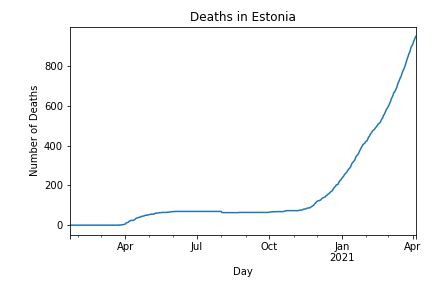 Deaths in Estonia
Number of Deaths
800
600
400
200
0
Apr
Jul
Oct
Jan
2021
Apr
Day